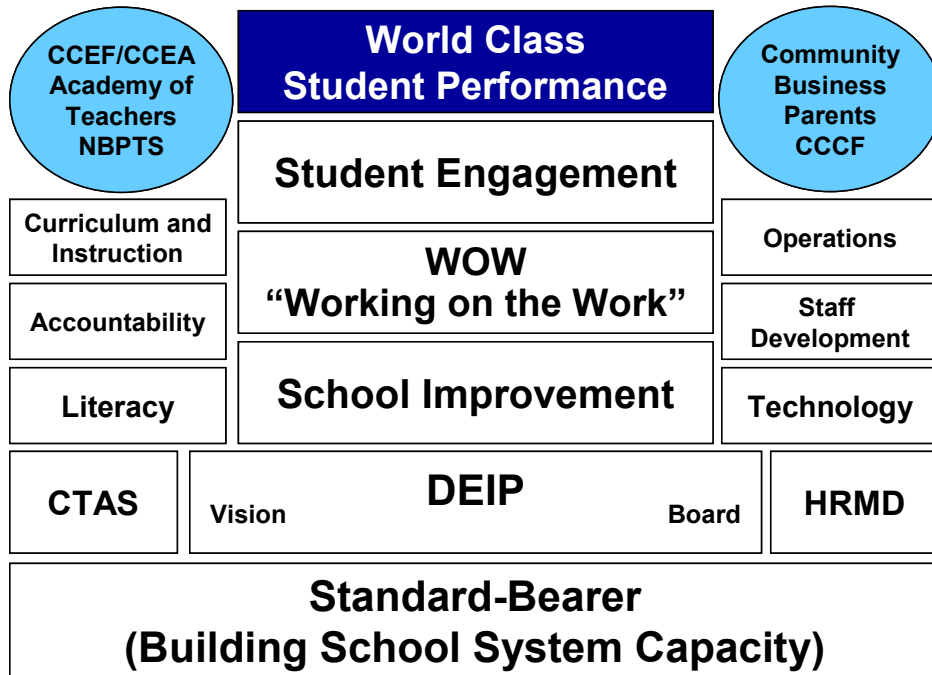 CCEF/CCEA
Academy of
Teachers
NBPTS
World Class
Student Performance
Community
Business
Parents
CCCF
Student Engagement
Curriculum and
Instruction
WOW
“Working on the Work”
Operations
Accountability
Staff
Development
Literacy
School Improvement
Technology
CTAS
DEIP
Vision
Board
HRMD
Standard-Bearer
(Building School System Capacity)